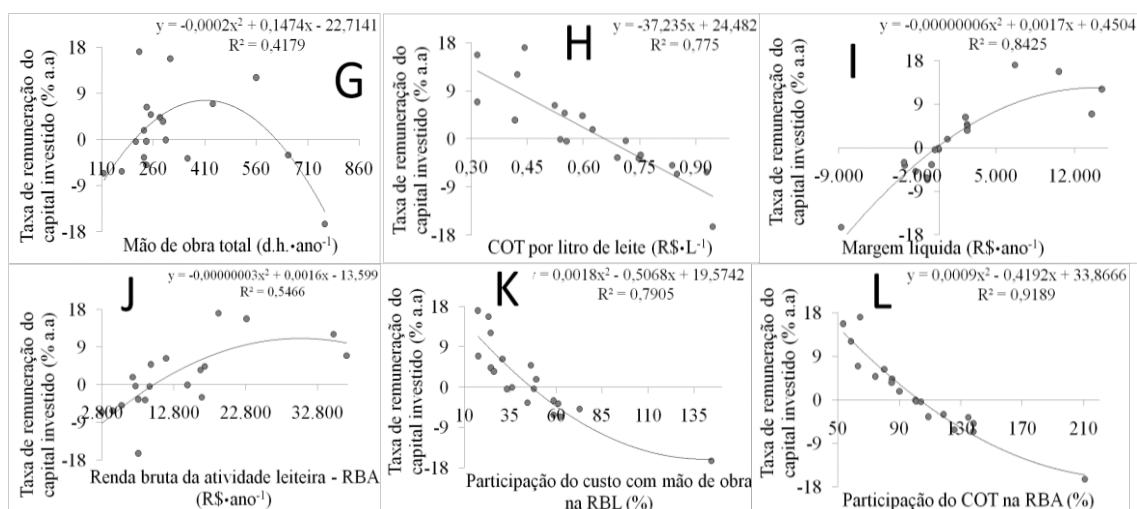 y = -0,0002x² + 0,1474x - 22,7141
R² = 0,4179
G
Taxa de remuneração do
capital investido (% a.a)
18
9
0
-9
-18
110 260 410 560 710 860
Mão de obra total (d.h.·ano⁻¹)
y = -37,235x + 24,482
R² = 0,775
H
Taxa de remuneração do
capital investido (% a.a)
18
9
0
-9
-18
0,30 0,45 0,60 0,75 0,90
COT por litro de leite (R$·L⁻¹)
y = -0,00000006x² + 0,0017x + 0,4504
R² = 0,8425
I
Taxa de remuneração do
capital investido (% a.a)
18
9
0
-9
-18
-9.000 -2.000 5.000 12.000
Margem líquida (R$·ano⁻¹)
y = -0,00000003x² + 0,0016x - 13,599
R² = 0,5466
J
Taxa de remuneração do
capital investido (% a.a)
18
9
0
-9
-18
2.800 12.800 22.800 32.800
Renda bruta da atividade leiteira - RBA
(R$·ano⁻¹)
= 0,0018x² - 0,5068x + 19,5742
R² = 0,7905
K
Taxa de remuneração do
capital investido (% a.a)
18
9
0
-9
-18
10 35 60 85 110 135
Participação do custo com mão de obra
na RBL (%)
y = 0,0009x² - 0,4192x + 33,8666
R² = 0,9189
L
Taxa de remuneração do
capital investido (% a.a)
18
9
0
-9
-18
50 90 130 170 210
Participação do COT na RBA (%)